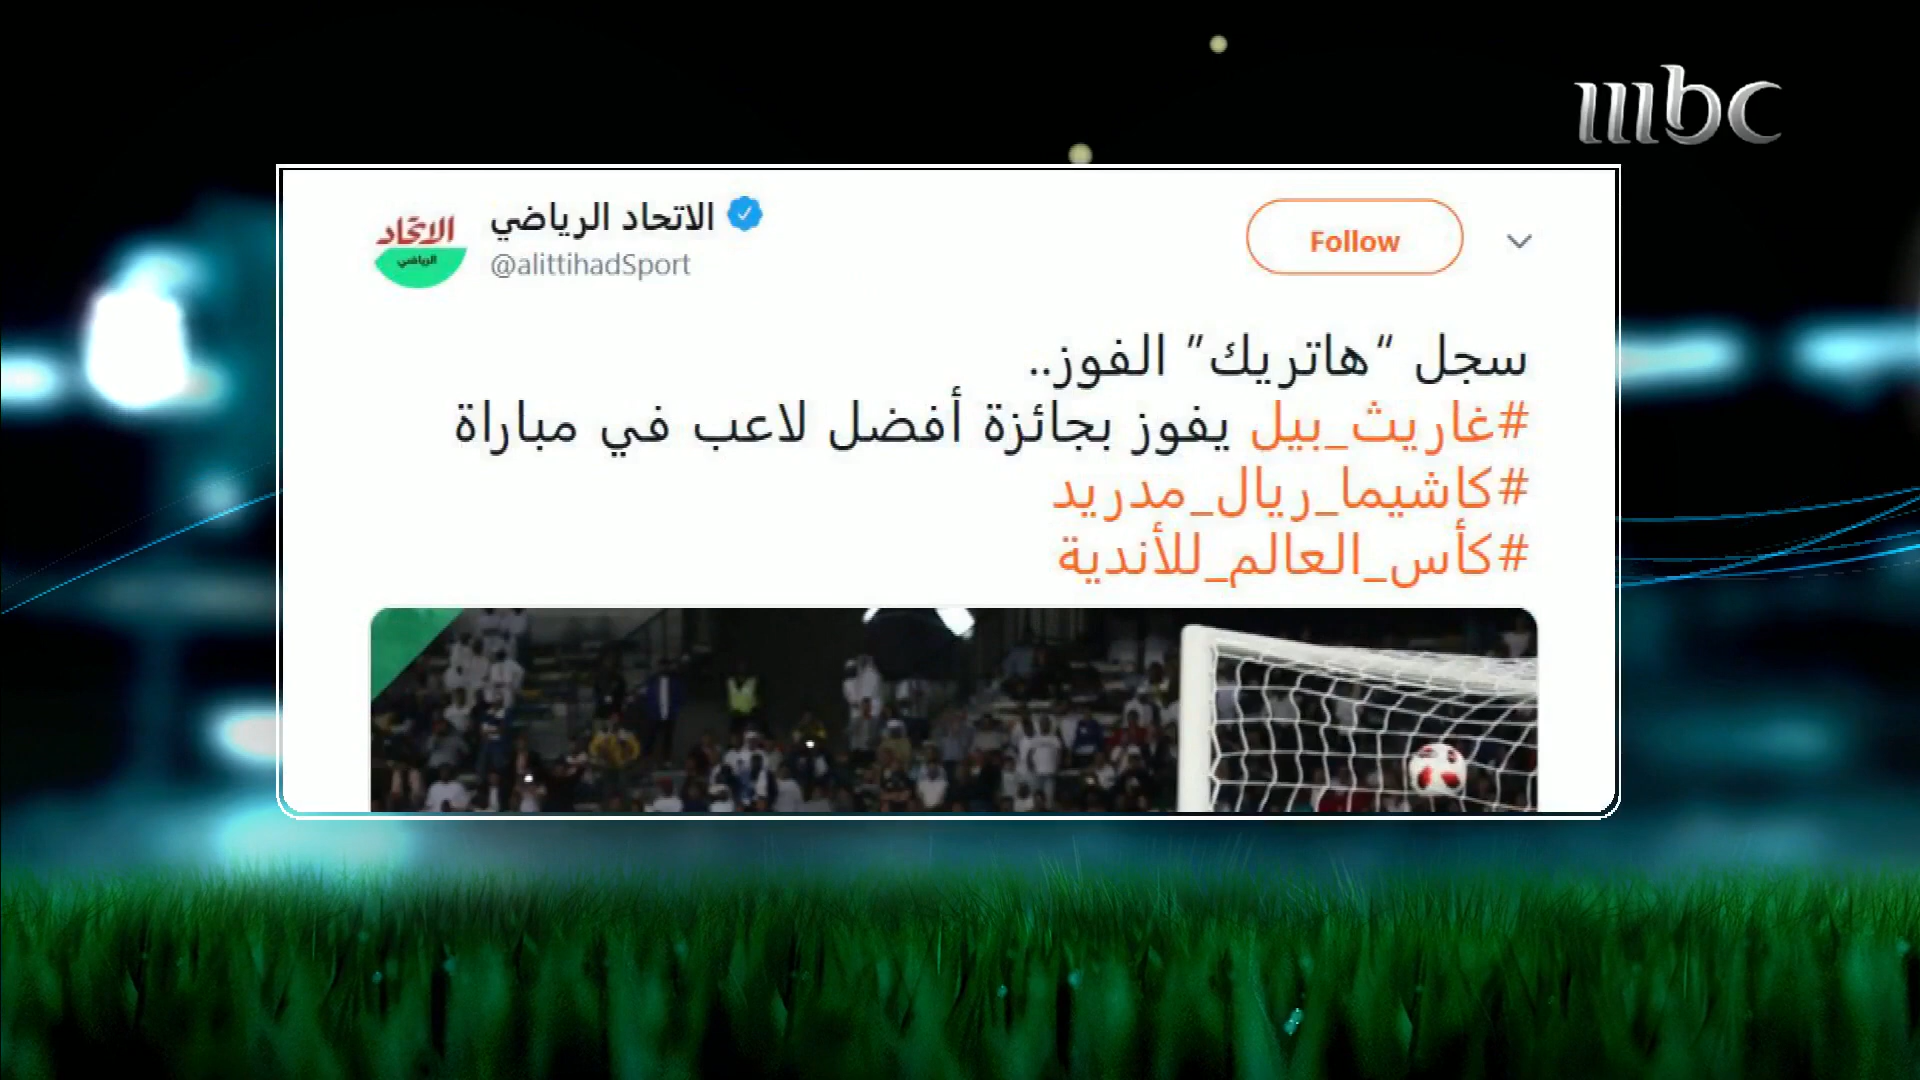 mbc
الاتحاد
الرياضي
الاتحاد الرياضي
@alittihadSport
Follow
سجل “هاتريك” الفوز..
#غاريث_بيل يفوز بجائزة أفضل لاعب في مباراة
#كاشيما_ريال_مدريد
#كأس_العالم_للأندية